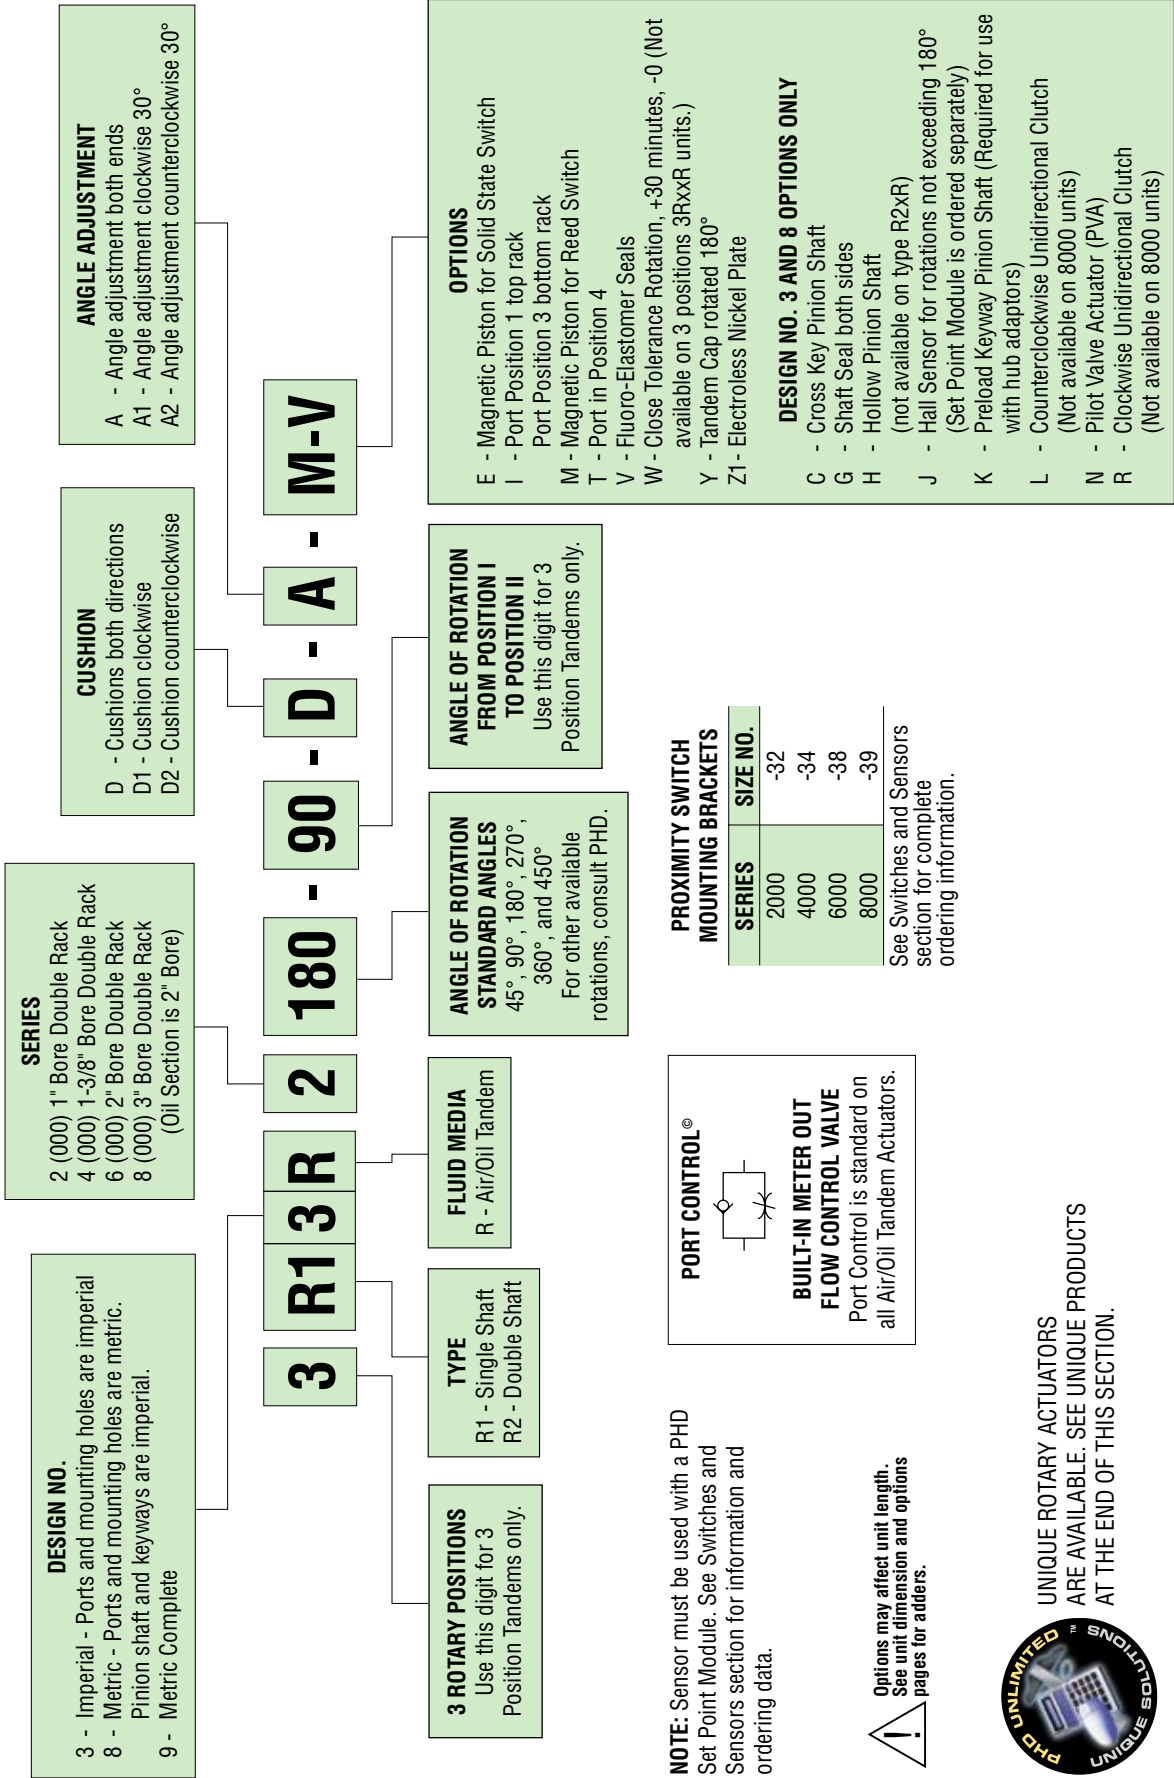 DESIGN NO.
3 - Imperial - Ports and mounting holes are imperial
8 - Metric - Ports and mounting holes are metric.
Pinion shaft and keyways are imperial.
9 - Metric Complete
SERIES
2 (000) 1" Bore Double Rack
4 (000) 1-3/8" Bore Double Rack
6 (000) 2" Bore Double Rack
8 (000) 3" Bore Double Rack
(Oil Section is 2" Bore)
CUSHION
D - Cushions both directions
D1 - Cushion clockwise
D2 - Cushion counterclockwise
ANGLE ADJUSTMENT
A - Angle adjustment both ends
A1 - Angle adjustment clockwise 30°
A2 - Angle adjustment counterclockwise 30°
3 R1 3 R 2 180 - 90 - D - A - M-V
3 ROTARY POSITIONS
Use this digit for 3
Position Tandems only.
TYPE
R1 - Single Shaft
R2 - Double Shaft
FLUID MEDIA
R - Air/Oil Tandem
ANGLE OF ROTATION
STANDARD ANGLES
45°, 90°, 180°, 270°,
360°, and 450°
For other available
rotations, consult PHD.
ANGLE OF ROTATION
FROM POSITION I
TO POSITION II
Use this digit for 3
Position Tandems only.
OPTIONS
E - Magnetic Piston for Solid State Switch
I - Port Position 1 top rack
Port Position 3 bottom rack
M - Magnetic Piston for Reed Switch
T - Port in Position 4
V - Fluoro-Elastomer Seals
W - Close Tolerance Rotation, +30 minutes, -0 (Not
available on 3 positions 3RxxR units.)
Y - Tandem Cap rotated 180°
Z1- Electroless Nickel Plate
DESIGN NO. 3 AND 8 OPTIONS ONLY
C - Cross Key Pinion Shaft
G - Shaft Seal both sides
H - Hollow Pinion Shaft
(not available on type R2xR)
J - Hall Sensor for rotations not exceeding 180°
(Set Point Module is ordered separately)
K - Preload Keyway Pinion Shaft (Required for use
with hub adaptors)
L - Counterclockwise Unidirectional Clutch
(Not available on 8000 units)
N - Pilot Valve Actuator (PVA)
R - Clockwise Unidirectional Clutch
(Not available on 8000 units)
NOTE: Sensor must be used with a PHD
Set Point Module. See Switches and
Sensors section for information and
ordering data.
PORT CONTROL©
BUILT-IN METER OUT
FLOW CONTROL VALVE
Port Control is standard on
all Air/Oil Tandem Actuators.
PROXIMITY SWITCH
MOUNTING BRACKETS
SERIES SIZE NO.
2000 -32
4000 -34
6000 -38
8000 -39
See Switches and Sensors
section for complete
ordering information.
!
Options may affect unit length.
See unit dimension and options
pages for adders.
PHD UNLIMITED ™
UNIQUE SOLUTIONS
UNIQUE ROTARY ACTUATORS
ARE AVAILABLE. SEE UNIQUE PRODUCTS
AT THE END OF THIS SECTION.